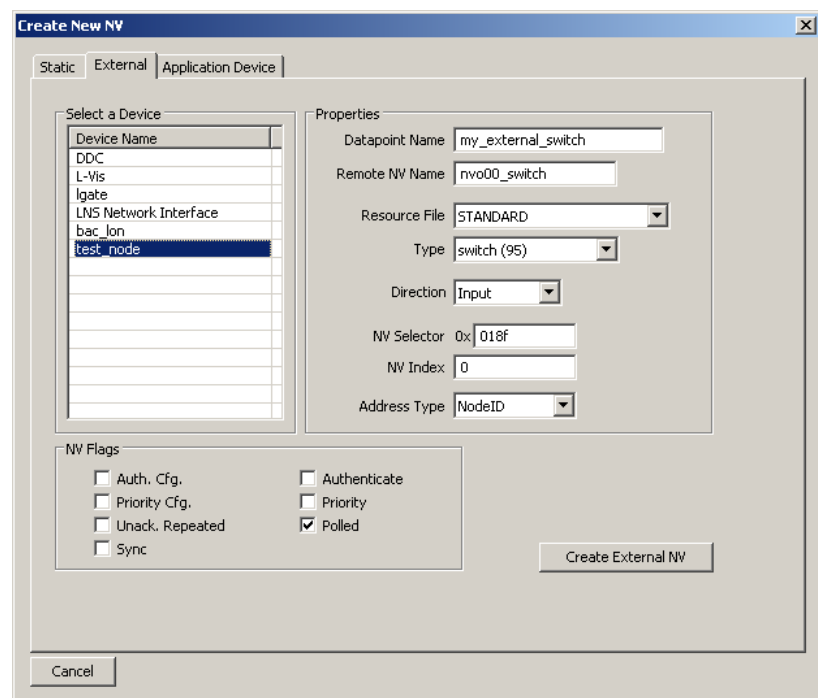 Create New NV
Static External Application Device
Select a Device
Device Name
DDC
L-Vis
lgate
LNS Network Interface
bac_lon
test_node
Properties
Datapoint Name my_external_switch
Remote NV Name nvo00_switch
Resource File STANDARD
Type switch (95)
Direction Input
NV Selector 0x 018f
NV Index 0
Address Type NodeID
NV Flags
Auth. Cfg. Authenticate
Priority Cfg. Priority
Unack. Repeated Polled
Sync
Create External NV
Cancel